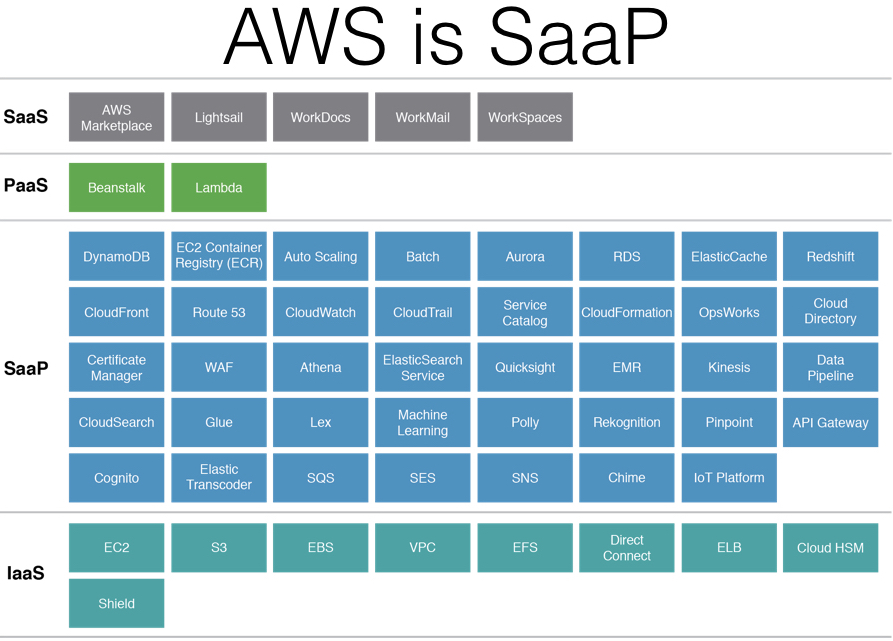 AWS is SaaP
SaaS
AWS
Marketplace
Lightsail
WorkDocs
WorkMail
WorkSpaces
PaaS
Beanstalk
Lambda
SaaP
DynamoDB
EC2 Container
Registry (ECR)
Auto Scaling
Batch
Aurora
RDS
ElasticCache
Redshift
CloudFront
Route 53
CloudWatch
CloudTrail
Service
Catalog
CloudFormation
OpsWorks
Cloud
Directory
Certificate
Manager
WAF
Athena
ElasticSearch
Service
Quicksight
EMR
Kinesis
Data
Pipeline
CloudSearch
Glue
Lex
Machine
Learning
Polly
Rekognition
Pinpoint
API Gateway
Cognito
Elastic
Transcoder
SQS
SES
SNS
Chime
IoT Platform
IaaS
EC2
S3
EBS
VPC
EFS
Direct
Connect
ELB
Cloud HSM
Shield